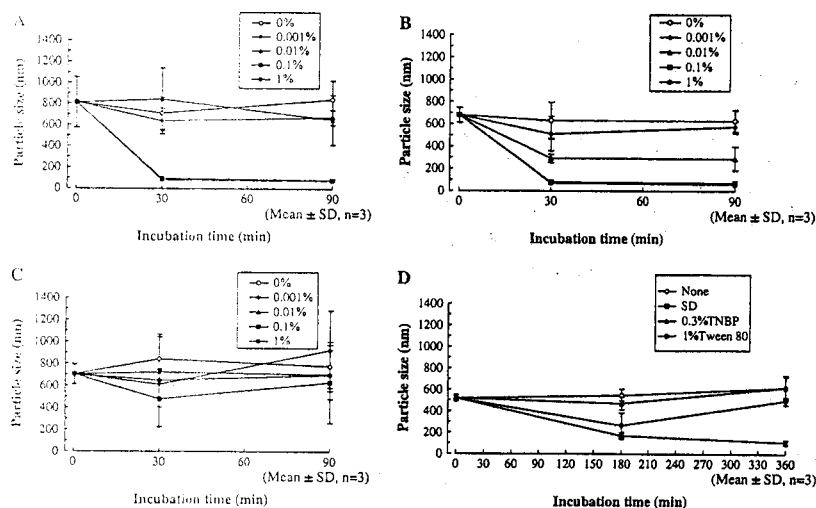 A
1400
1200
1000
800
600
400
200
0
Particle size (nm)
0%
0.001%
0.01%
0.1%
1%
0
30
90
(Mean ± SD, n=3)
Incubation time (min)
B
1400
1200
1000
800
600
400
200
0
Particle size (nm)
0%
0.001%
0.01%
0.1%
1%
0
30
90
(Mean ± SD, n=3)
Incubation time (min)
C
1400
1200
1000
800
600
400
200
0
Particle size (nm)
0%
0.001%
0.01%
0.1%
1%
0
30
90
(Mean ± SD, n=3)
Incubation time (min)
D
1400
1200
1000
800
600
400
200
0
Particle size (nm)
None
SD
0.3%TNBP
1%Tween 80
0 30 60 90 120 150 180 210 240 270 300 330 360
(Mean ± SD, n=3)
Incubation time (min)